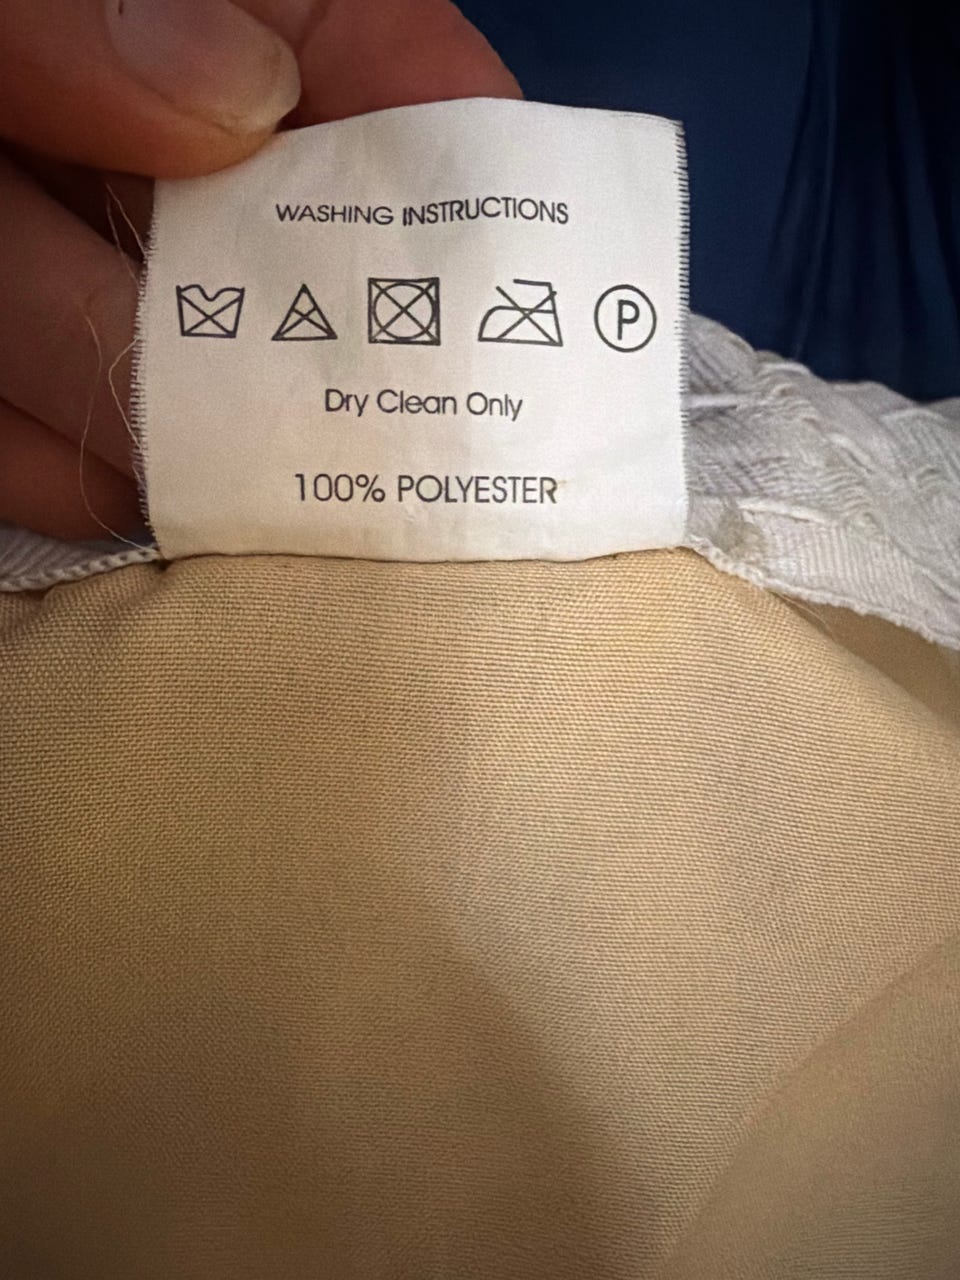 WASHING INSTRUCTIONS
P
Dry Clean Only
100% POLYESTER